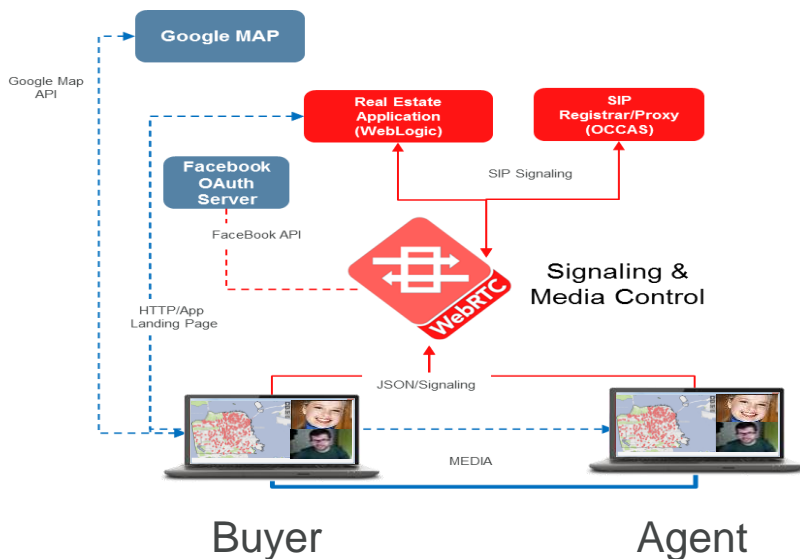 Google MAP
Google Map
API
Real Estate
Application
(WebLogic)
SIP
Registrar/Proxy
(OCCAS)
Facebook
OAuth
Server
SIP Signaling
FaceBook API
Signaling &
Media Control
WebRTC
HTTP/App
Landing Page
JSON/Signaling
MEDIA
Buyer
Agent